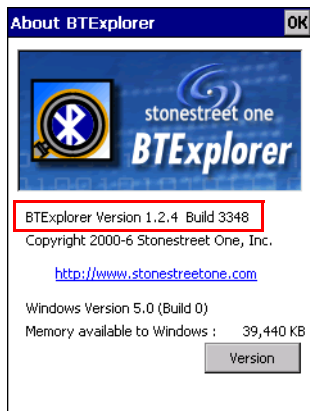 About BTExplorer OK
stonestreet one
BTExplorer
BTExplorer Version 1.2.4 Build 3348
Copyright 2000-6 Stonestreet One, Inc.
http://www.stonestreetone.com
Windows Version 5.0 (Build 0)
Memory available to Windows : 39,440 KB
Version